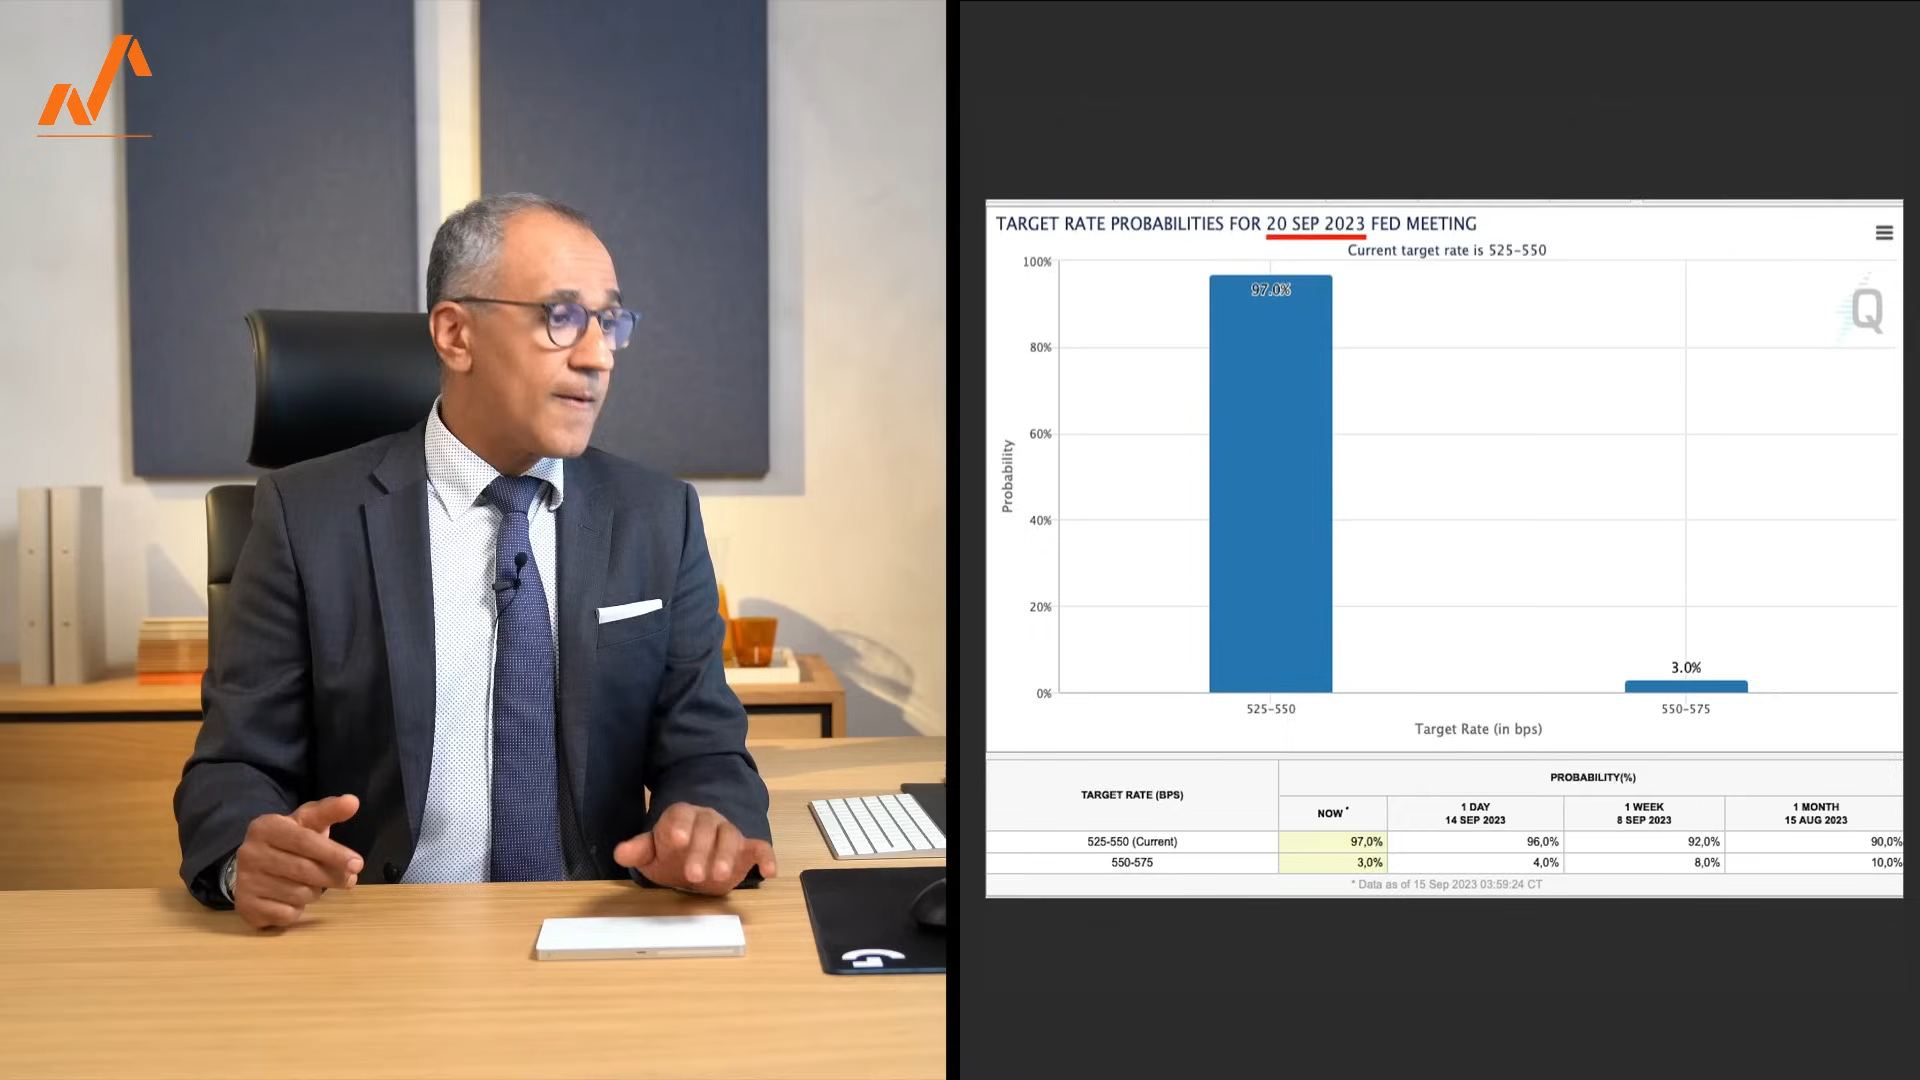 TARGET RATE PROBABILITIES FOR 20 SEP 2023 FED MEETING
Current target rate is 525-550
100%
80%
60%
40%
20%
0%
Probability
97.0%
3.0%
525-550
550-575
Target Rate (in bps)
Q
TARGET RATE (BPS)
PROBABILITY(%)
NOW *
1 DAY
14 SEP 2023
1 WEEK
8 SEP 2023
1 MONTH
15 AUG 2023
525-550 (Current) 97,0% 96,0% 92,0% 90,0%
550-575 3,0% 4,0% 8,0% 10,0%
* Data as of 15 Sep 2023 03:59:24 CT